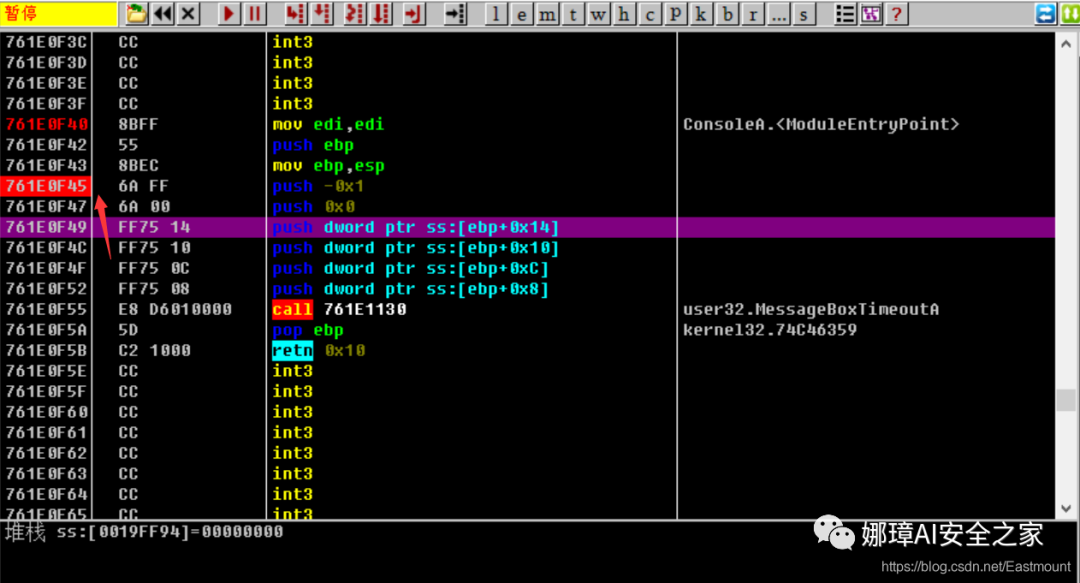 暂停 l e m t w h c P k b r ... s ?
761E0F3C CC int3
761E0F3D CC int3
761E0F3E CC int3
761E0F3F CC int3
761E0F40 8BFF mov edi,edi ConsoleA.<ModuleEntryPoint>
761E0F42 55 push ebp
761E0F43 8BEC mov ebp,esp
761E0F45 6A FF push -0x1
761E0F47 6A 00 push 0x0
761E0F49 FF75 14 push dword ptr ss:[ebp+0x14]
761E0F4C FF75 10 push dword ptr ss:[ebp+0x10]
761E0F4F FF75 0C push dword ptr ss:[ebp+0xC]
761E0F52 FF75 08 push dword ptr ss:[ebp+0x8]
761E0F55 E8 D6010000 call 761E1130 user32.MessageBoxTimeoutA
761E0F5A 5D pop ebp kernel32.74C46359
761E0F5B C2 1000 retn 0x10
761E0F5E CC int3
761E0F5F CC int3
761E0F60 CC int3
761E0F61 CC int3
761E0F62 CC int3
761E0F63 CC int3
761E0F64 CC int3
761E0F65 CC int3
堆栈 ss:[0019FF94]=00000000
娜璋AI安全之家
https://blog.csdn.net/Eastmount